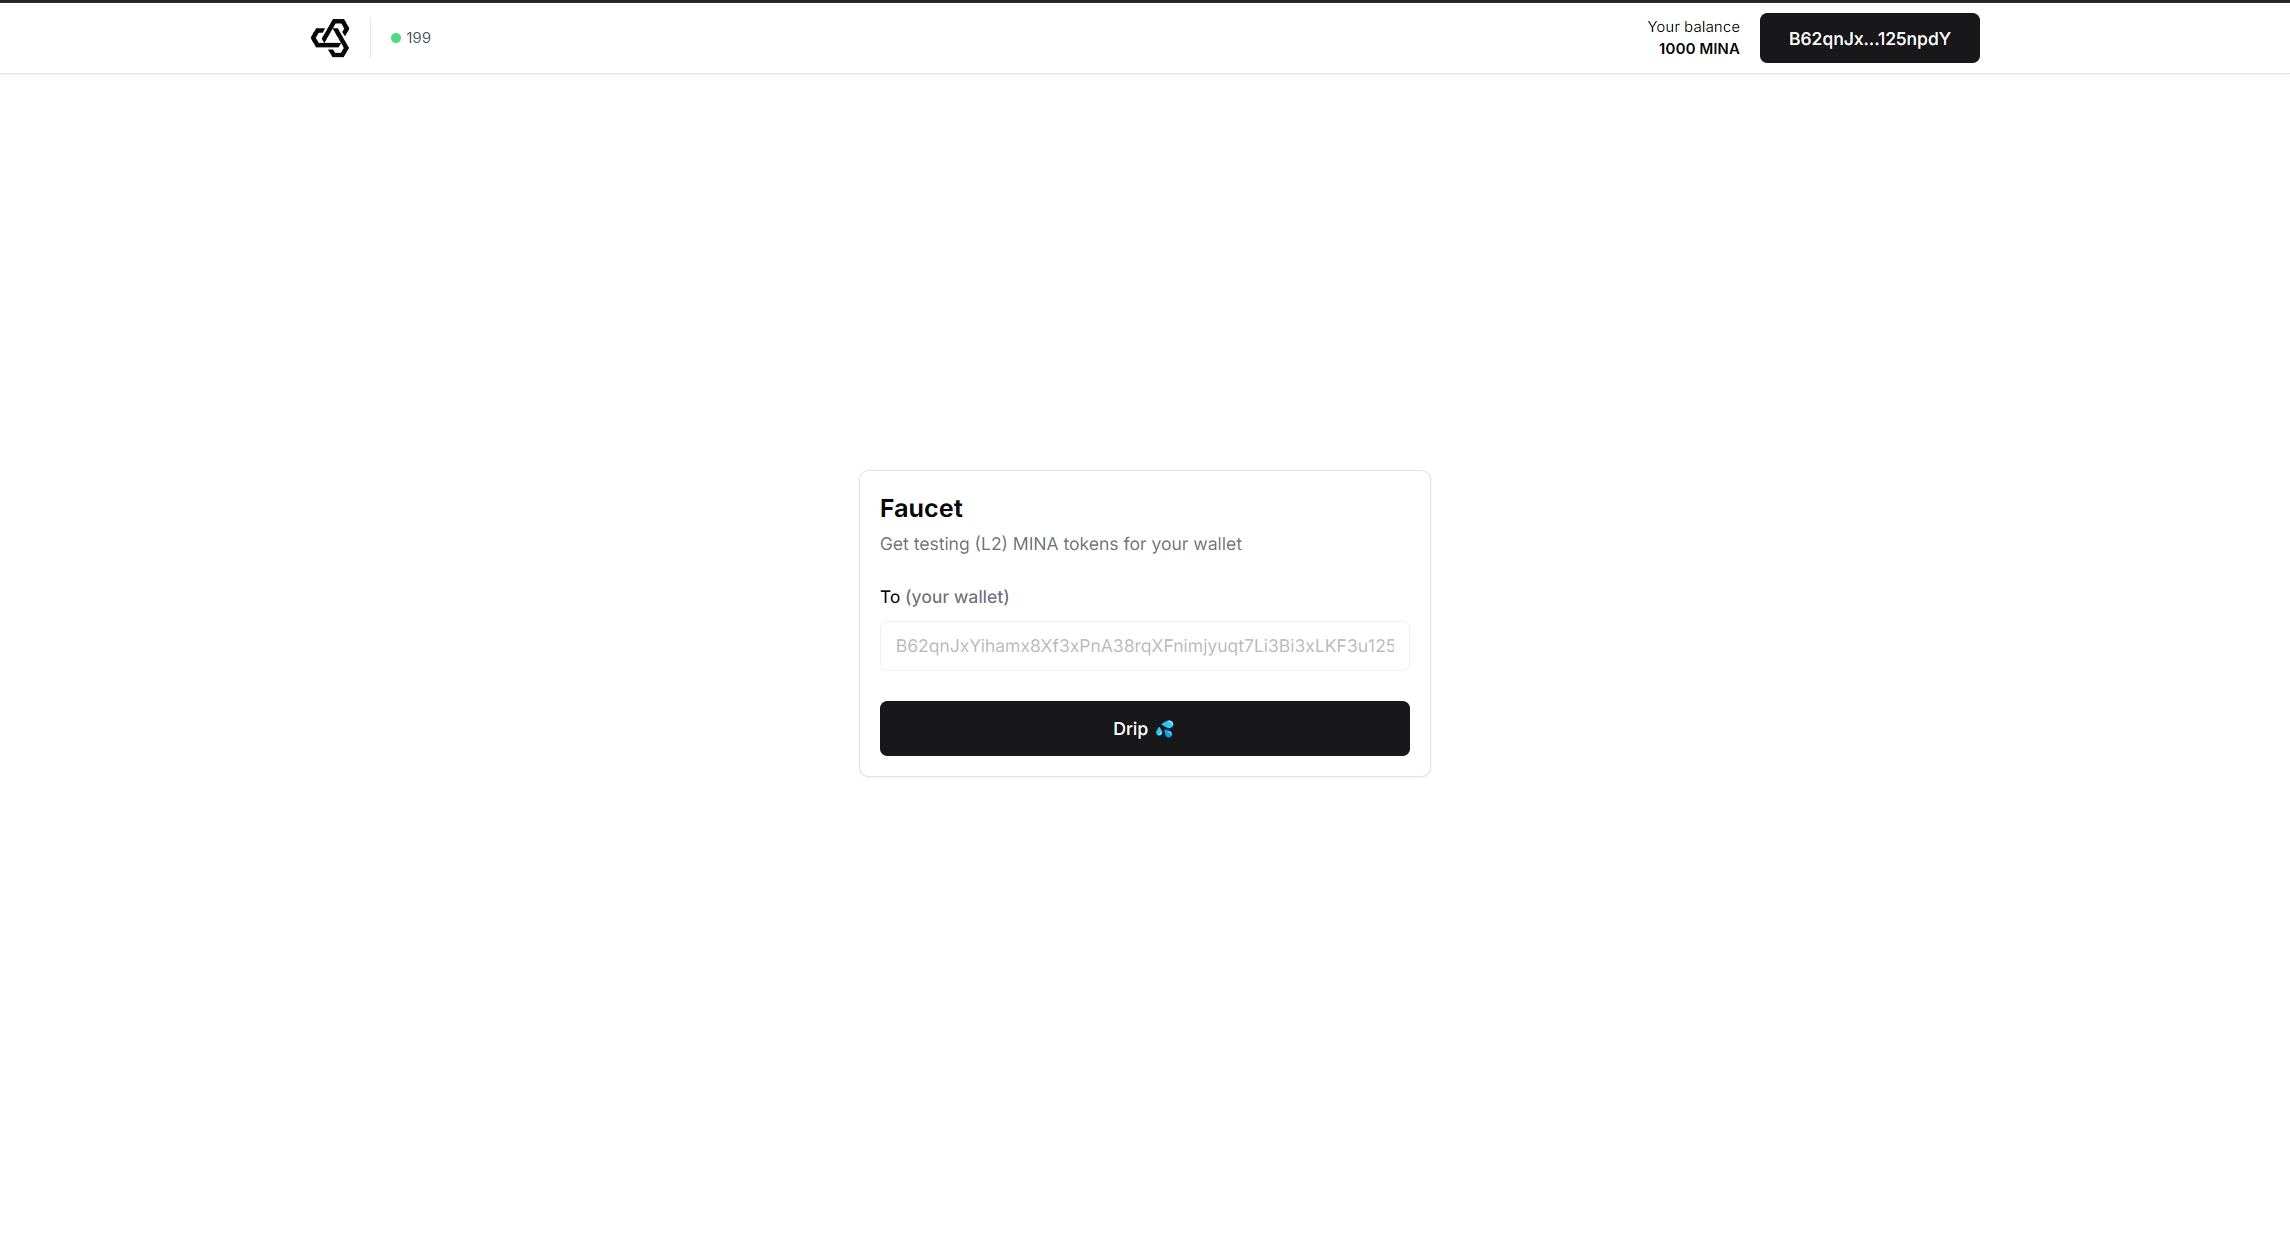 199
Your balance
1000 MINA
B62qnJx...125npdY
Faucet
Get testing (L2) MINA tokens for your wallet
To (your wallet)
B62qnJxYihamx8Xf3xPnA38rqXFnimjyuqt7Li3Bi3xLKF3u125
Drip 💦